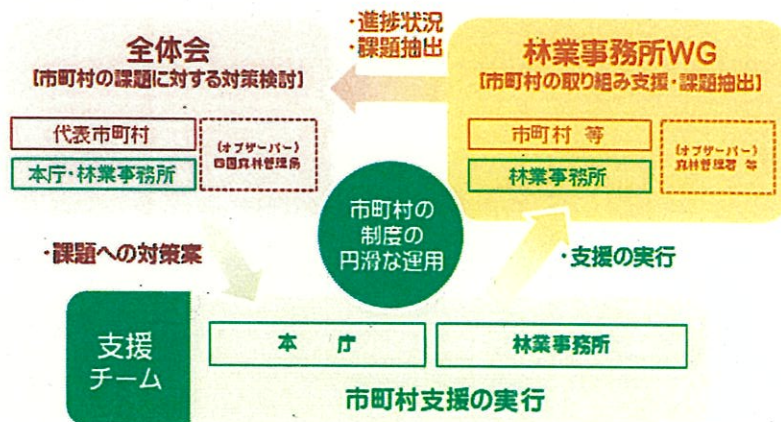 ・進捗状況
・課題抽出
全体会
【市町村の課題に対する対策検討】
代表市町村
本庁・林業事務所
(オブザーバー)
四国森林管理局
林業事務所WG
【市町村の取り組み支援・課題抽出】
市町村 等
林業事務所
(オブザーバー)
森林管理署 等
市町村の
制度の
円滑な運用
・課題への対策案
・支援の実行
支援
チーム
本 庁
林業事務所
市町村支援の実行